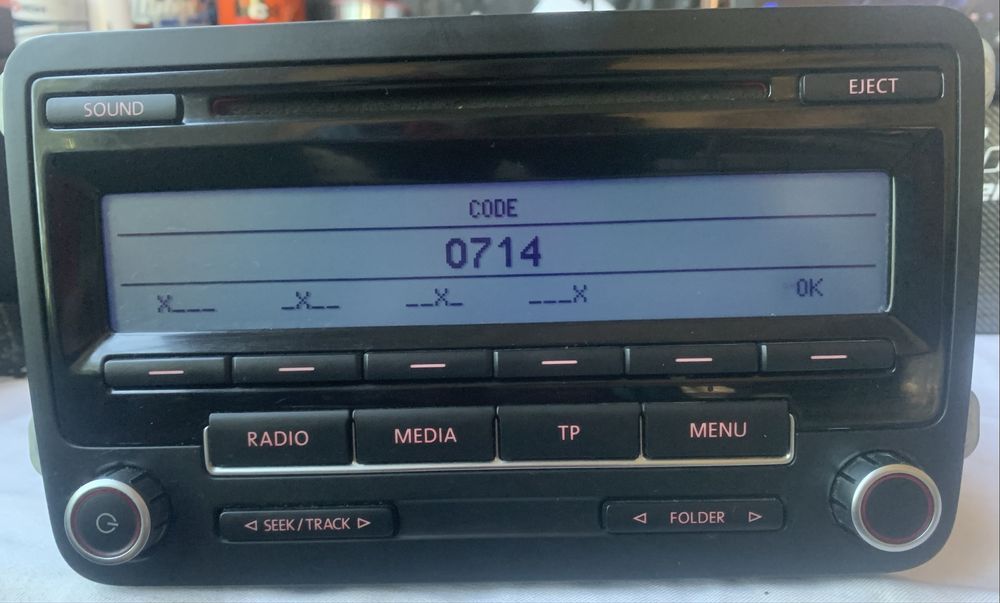 SOUND EJECT
CODE
0714
X___ _X__ __X_ ___X OK
RADIO MEDIA TP MENU
SEEK/TRACK FOLDER